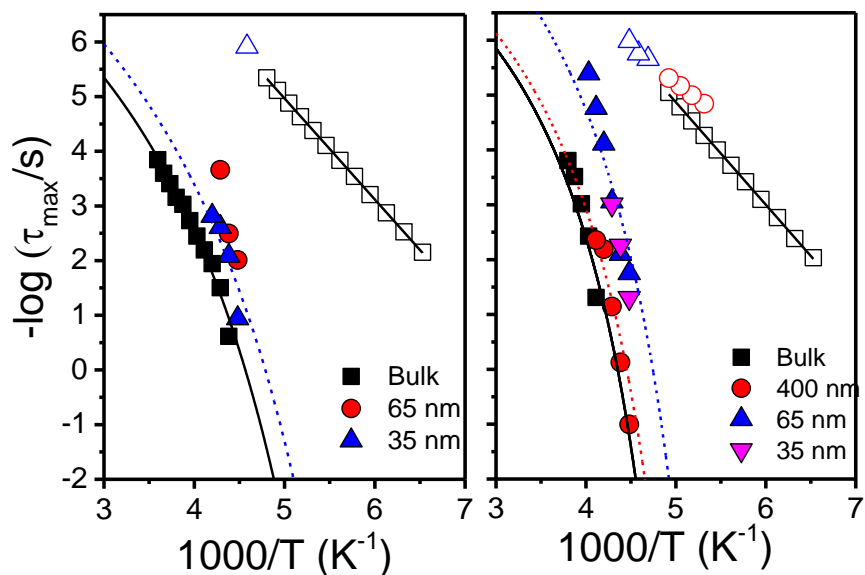 -log (τmax/s)
6
5
4
3
2
1
0
-1
-2
Bulk
65 nm
35 nm
3 4 5 6 7
1000/T (K-1)
Bulk
400 nm
65 nm
35 nm
3 4 5 6 7
1000/T (K-1)